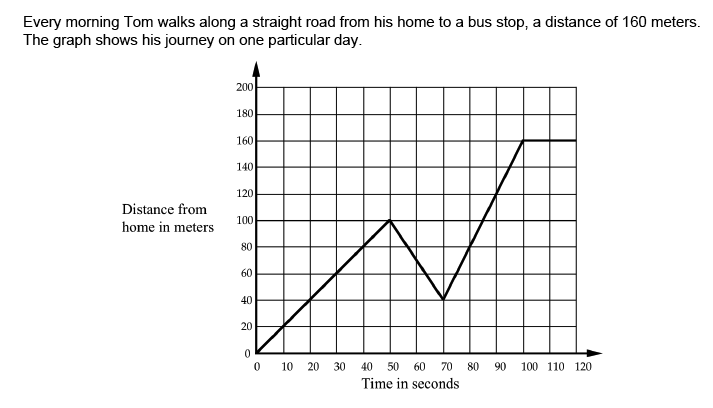 Every morning Tom walks along a straight road from his home to a bus stop, a distance of 160 meters.
The graph shows his journey on one particular day.
200
180
160
140
120
Distance from
home in meters
100
80
60
40
20
0
0 10 20 30 40 50 60 70 80 90 100 110 120
Time in seconds